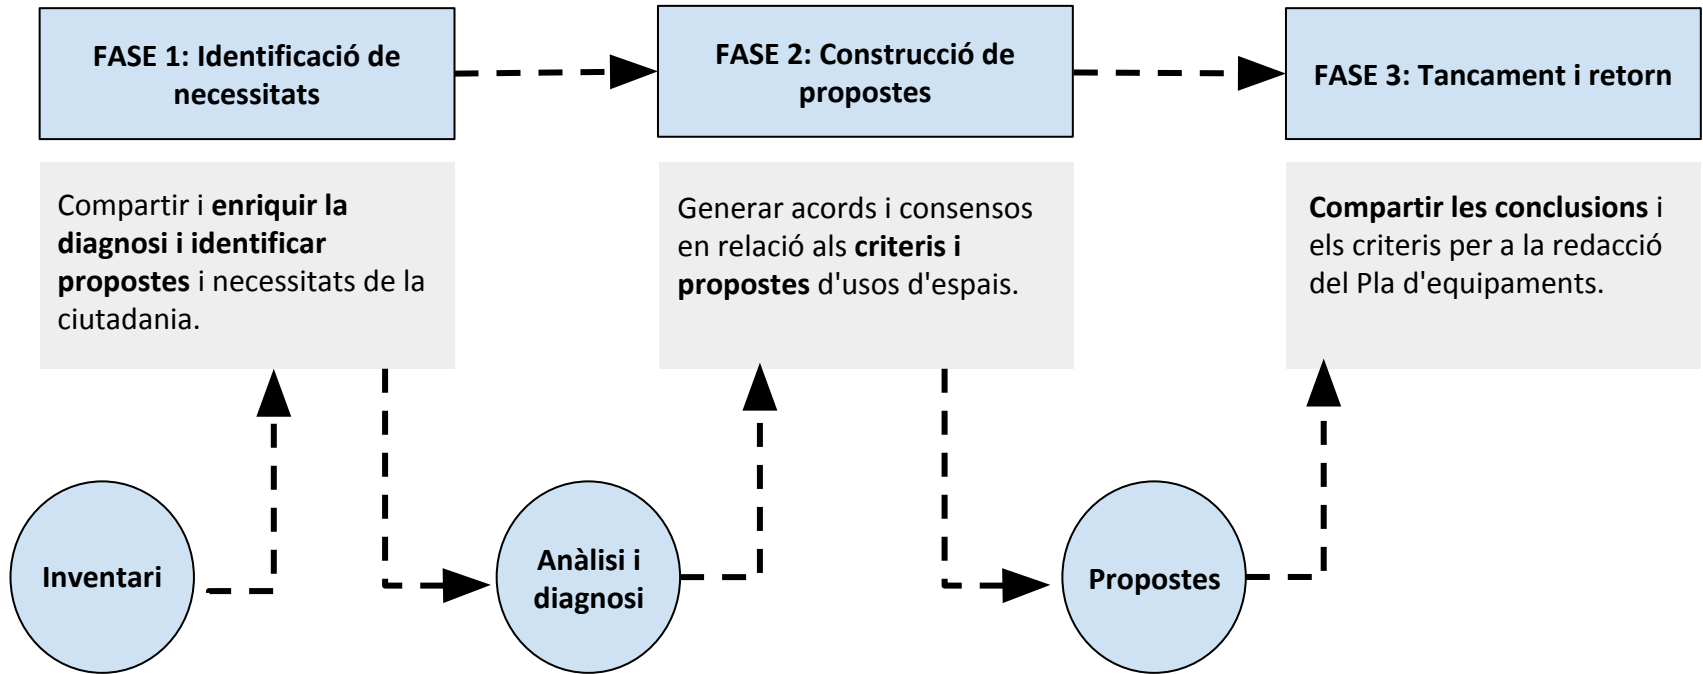 FASE 1: Identificació de
necessitats
FASE 2: Construcció de
propostes
FASE 3: Tancament i retorn
Compartir i enriquir la
diagnosi i identificar
propostes i necessitats de la
ciutadania.
Generar acords i consensos
en relació als criteris i
propostes d'usos d'espais.
Compartir les conclusions i
els criteris per a la redacció
del Pla d'equipaments.
Inventari
Anàlisi i
diagnosi
Propostes